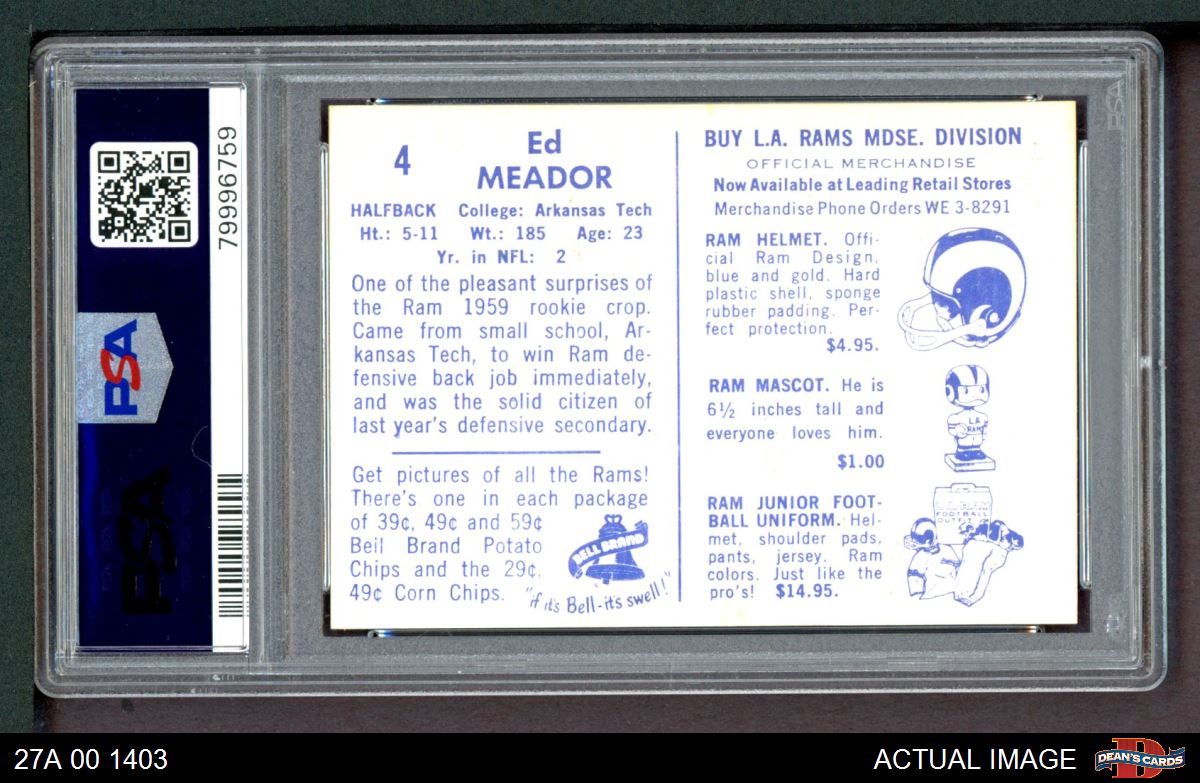 76996759
PSA
PSA
4
Ed
MEADOR
HALFBACK College: Arkansas Tech
Ht.: 5-11 Wt.: 185 Age: 23
Yr. in NFL: 2
One of the pleasant surprises of
the Ram 1959 rookie crop.
Came from small school, Ar-
kansas Tech, to win Ram de-
fensive back job immediately,
and was the solid citizen of
last year's defensive secondary.
Get pictures of all the Rams!
There's one in each package
of 39¢, 49¢ and 59¢
Bell Brand Potato
Chips and the 29¢,
49¢ Corn Chips.
BELL BRAND
"if it's Bell-it's swell!"
BUY L.A. RAMS MDSE. DIVISION
OFFICIAL MERCHANDISE
Now Available at Leading Retail Stores
Merchandise Phone Orders WE 3-8291
RAM HELMET. Offi-
cial Ram Design,
blue and gold. Hard
plastic shell, sponge
rubber padding. Per-
fect protection.
$4.95.
RAM MASCOT. He is
6½ inches tall and
everyone loves him.
$1.00
L.A.
RAMS
RAM JUNIOR FOOT-
BALL UNIFORM. Hel-
met, shoulder pads,
pants, jersey. Ram
colors. Just like the
pro's! $14.95.
L.A. RAM
FOOTBALL
OUTFIT
PSA
27A 00 1403
ACTUAL IMAGE
DEAN'S CARDS